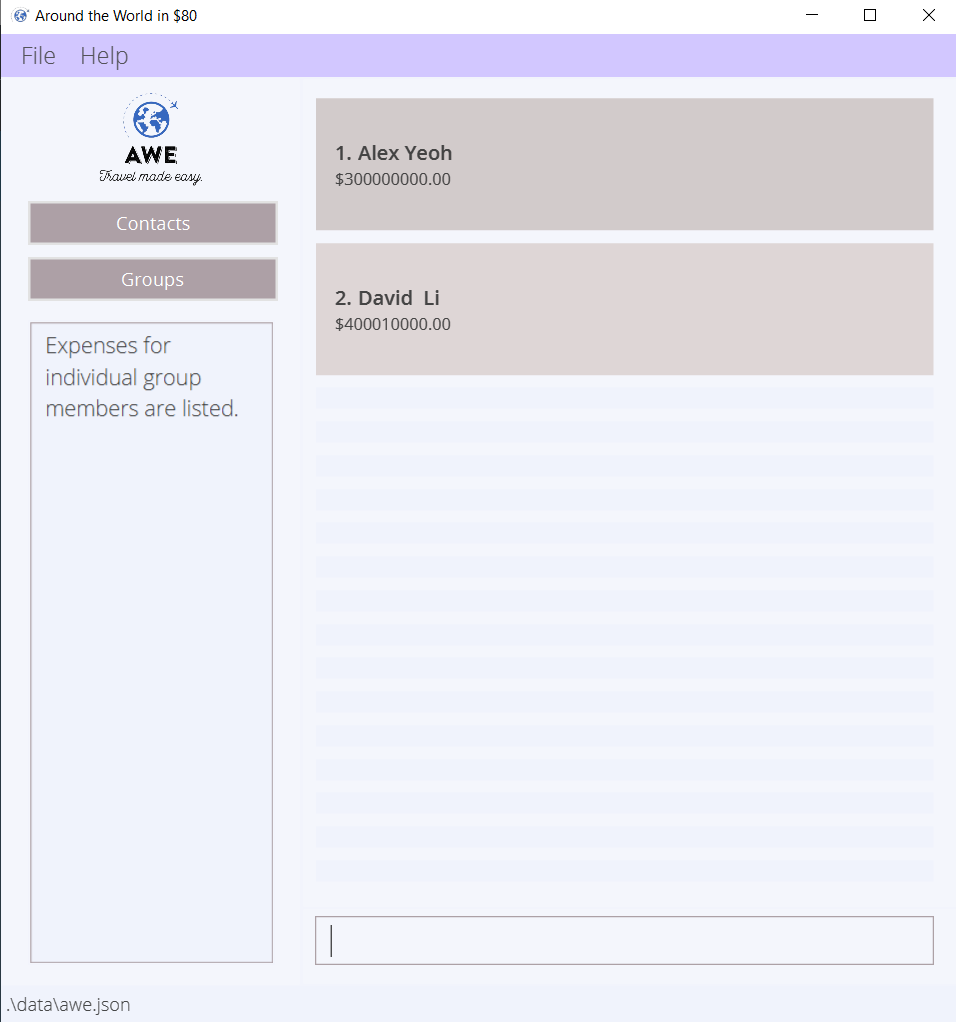 Around the World in $80
File Help
AWE
Travel made easy.
Contacts
Groups
Expenses for
individual group
members are listed.
1. Alex Yeoh
$300000000.00
2. David  Li
$400010000.00
.\data\awe.json